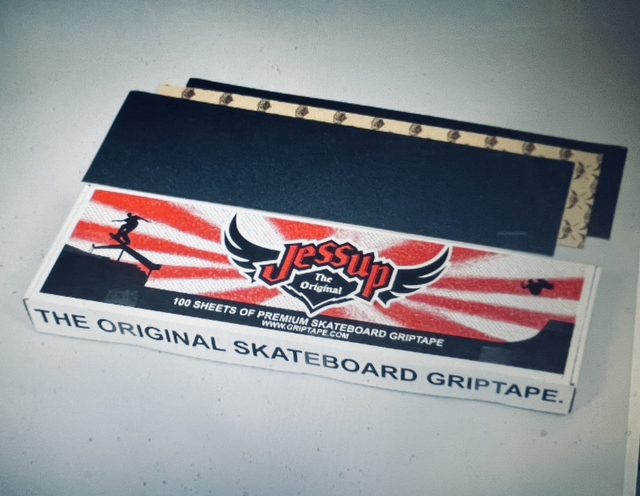 Jessup
The
Original
100 SHEETS OF PREMIUM SKATEBOARD GRIPTAPE
WWW.GRIPTAPE.COM
THE ORIGINAL SKATEBOARD GRIPTAPE.